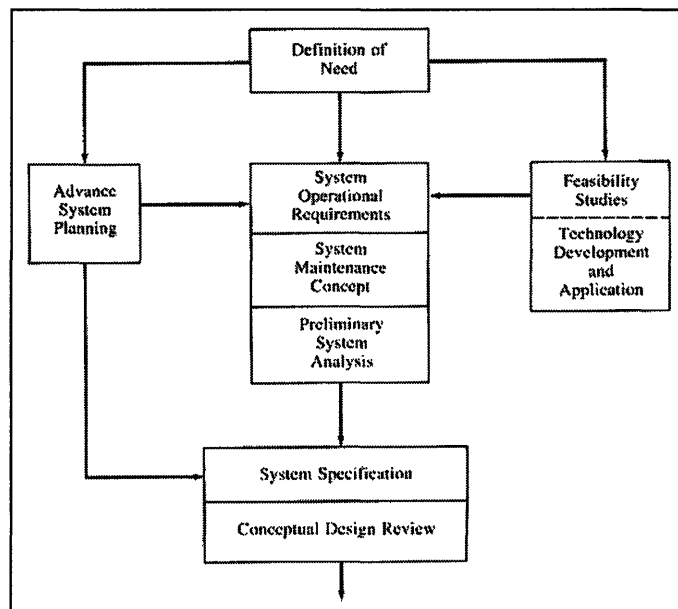 Definition of
Need
Advance
System
Planning
System
Operational
Requirements
System
Maintenance
Concept
Preliminary
System
Analysis
Feasibility
Studies
Technology
Development
and
Application
System Specification
Conceptual Design Review